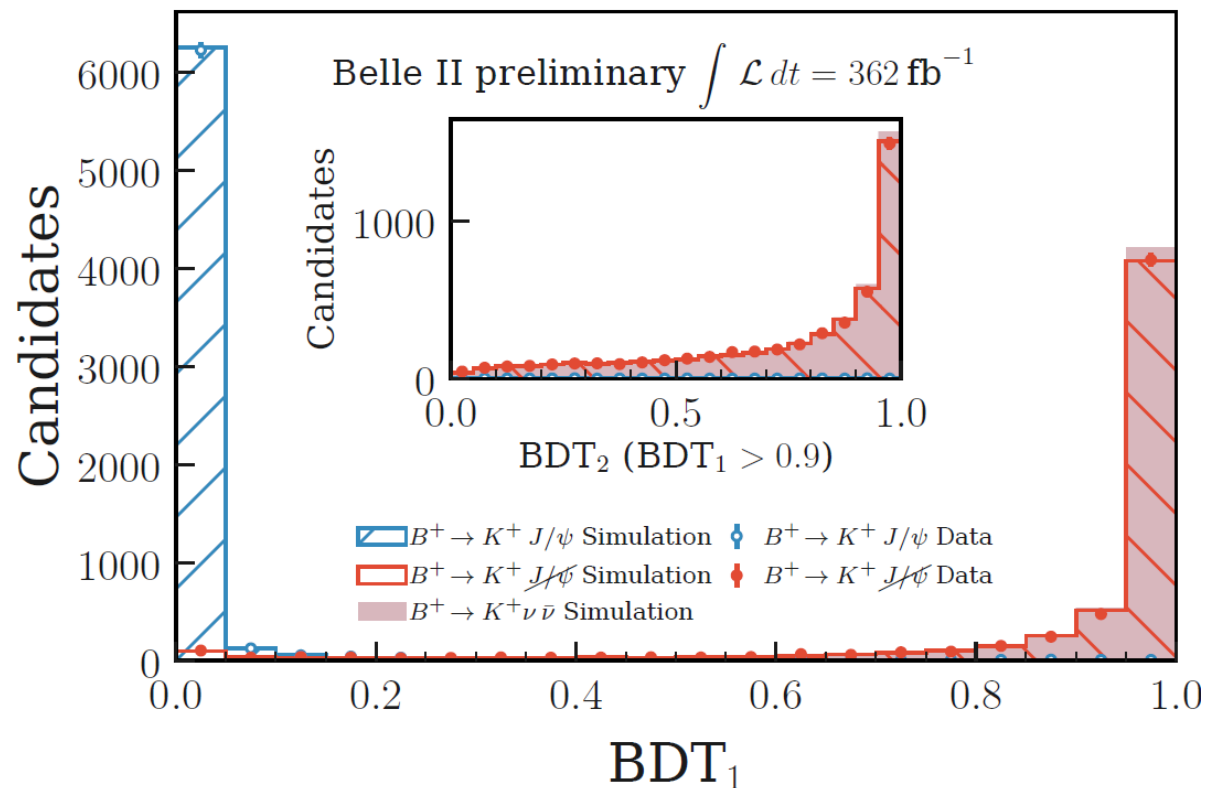 Belle II preliminary ∫ ℒ dt = 362 fb⁻¹
Candidates
6000
5000
4000
3000
2000
1000
0
0.0 0.2 0.4 0.6 0.8 1.0
BDT₁
Candidates
1000
0
0.0 0.5 1.0
BDT₂ (BDT₁ > 0.9)
B⁺ → K⁺ J/ψ Simulation
B⁺ → K⁺ J/ψ Data
B⁺ → K⁺ J̸/̸ψ̸ Simulation
B⁺ → K⁺ J̸/̸ψ̸ Data
B⁺ → K⁺ν ν̄ Simulation